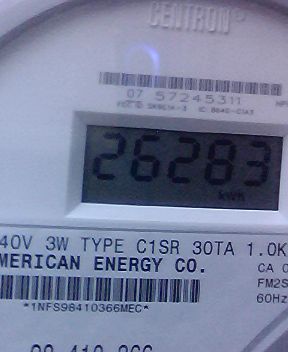 CENTRON
07 57245311
26283
kWh
40V 3W TYPE C1SR 30TA 1.0K
MERICAN ENERGY CO.
CA 0
FM2S
60Hz
*1NFS98410366MEC*